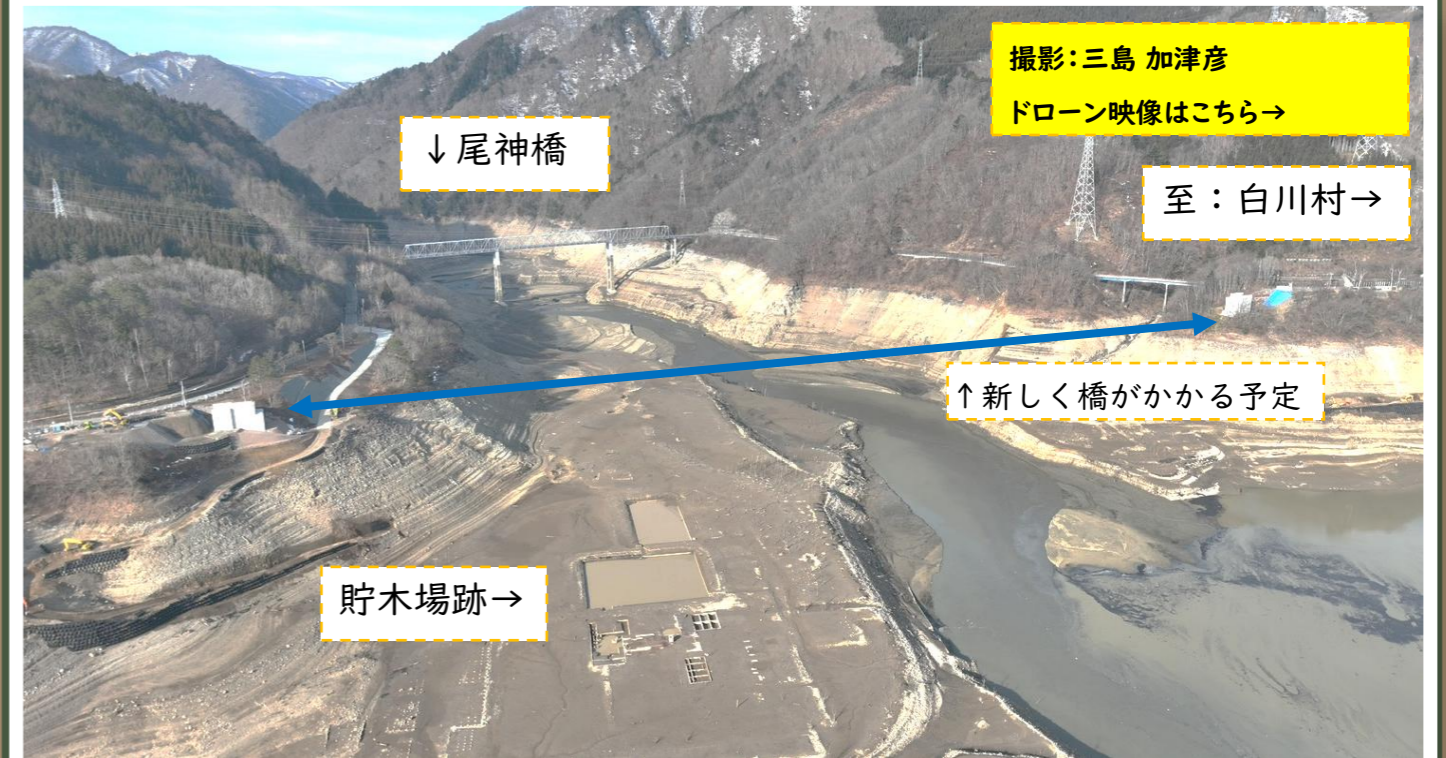 撮影：三島 加津彦
ドローン映像はこちら→
↓尾神橋
至：白川村→
↑新しく橋がかかる予定
貯木場跡→